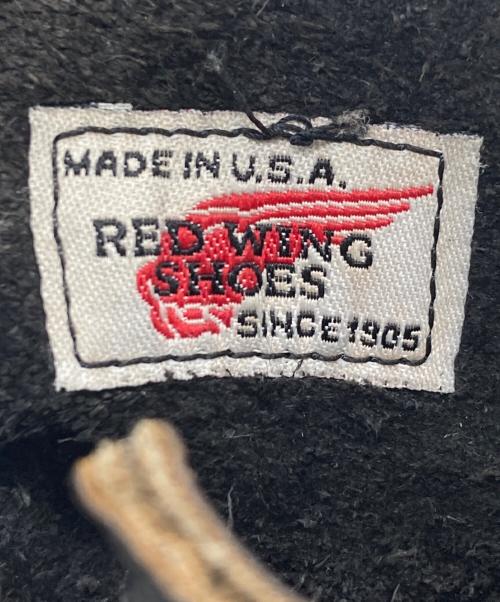 MADE IN U.S.A.
RED WING
SHOES
SINCE 1905